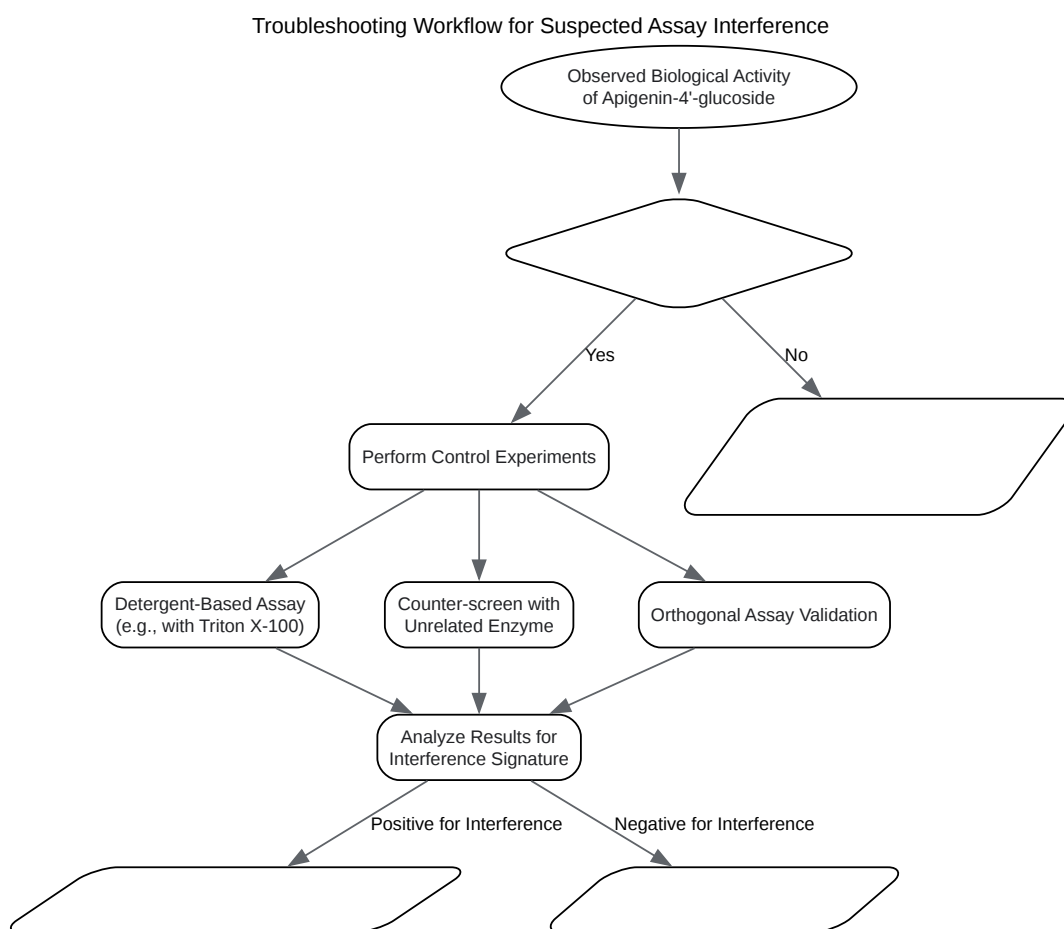 Troubleshooting Workflow for Suspected Assay Interference
Observed Biological Activity
of Apigenin-4'-glucoside
Yes
No
Perform Control Experiments
Detergent-Based Assay
(e.g., with Triton X-100)
Counter-screen with
Unrelated Enzyme
Orthogonal Assay Validation
Analyze Results for
Interference Signature
Positive for Interference
Negative for Interference